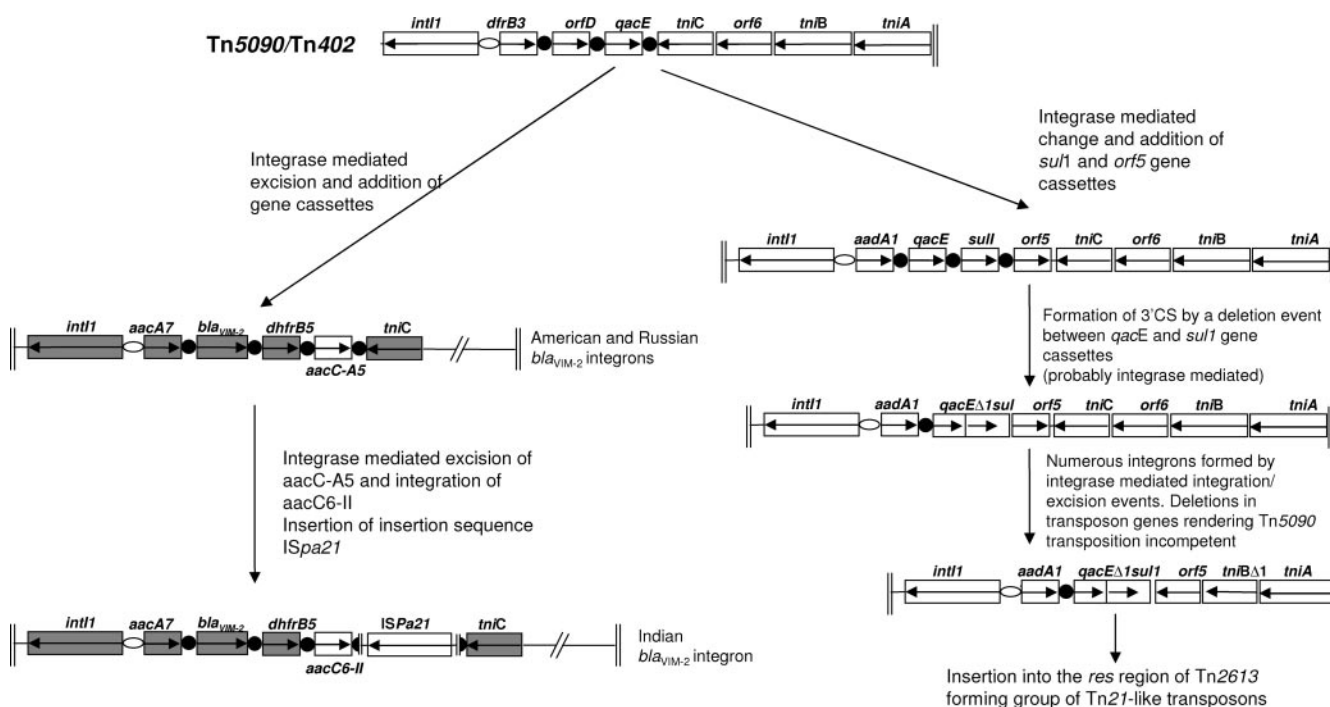 intI1 dfrB3 orfD qacE tniC orf6 tniB tniA
Tn5090/Tn402
Integrase mediated
excision and addition of
gene cassettes
Integrase mediated
change and addition of
sul1 and orf5 gene
cassettes
intI1 aadA1 qacE sulI orf5 tniC orf6 tniB tniA
intI1 aacA7 blaVIM-2 dhfrB5 tniC
aacC-A5
American and Russian
blaVIM-2 integrons
Formation of 3'CS by a deletion event
between qacE and sul1 gene
cassettes
(probably integrase mediated)
intI1 aadA1 qacEΔ1sul orf5 tniC orf6 tniB tniA
Integrase mediated excision of
aacC-A5 and integration of
aacC6-II
Insertion of insertion sequence
ISpa21
Numerous integrons formed by
integrase mediated integration/
excision events. Deletions in
transposon genes rendering Tn5090
transposition incompetent
intI1 aadA1 qacEΔ1sul1 orf5 tniBΔ1 tniA
intI1 aacA7 blaVIM-2 dhfrB5 ISPa21 tniC
aacC6-II
Indian
blaVIM-2 integron
Insertion into the res region of Tn2613
forming group of Tn21-like transposons